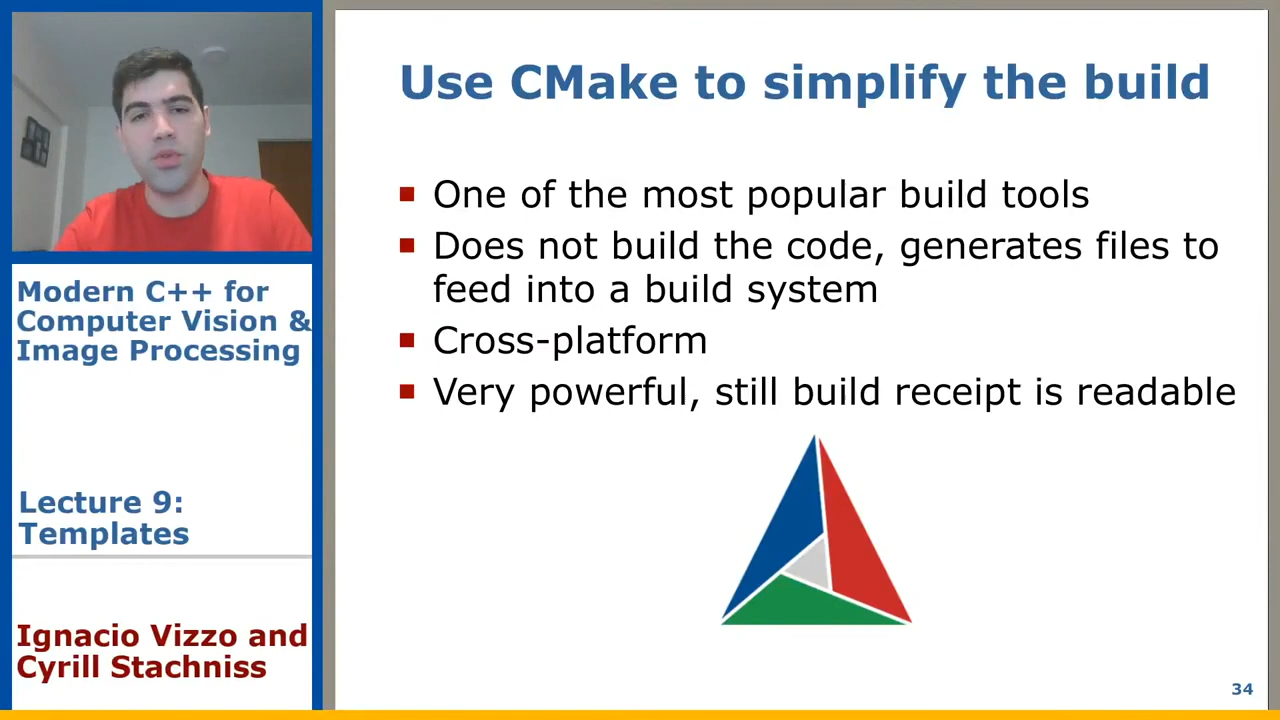 Use CMake to simplify the build
One of the most popular build tools
Does not build the code, generates files to
feed into a build system
Cross-platform
Very powerful, still build receipt is readable
Modern C++ for
Computer Vision &
Image Processing
Lecture 9:
Templates
Ignacio Vizzo and
Cyrill Stachniss
34